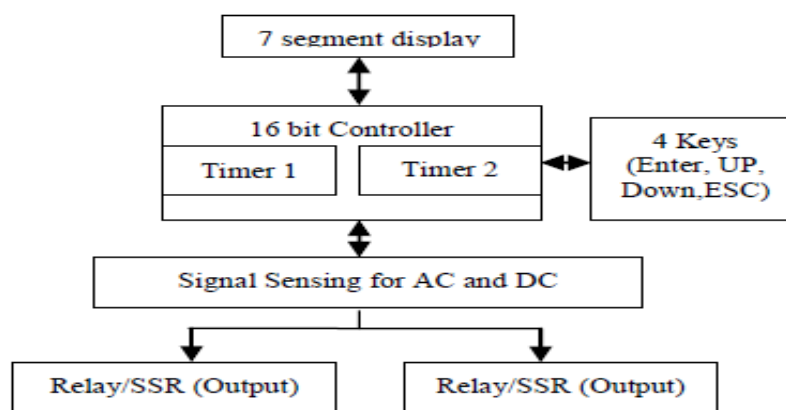 7 segment display
16 bit Controller
Timer 1
Timer 2
4 Keys
(Enter, UP,
Down,ESC)
Signal Sensing for AC and DC
Relay/SSR (Output)
Relay/SSR (Output)